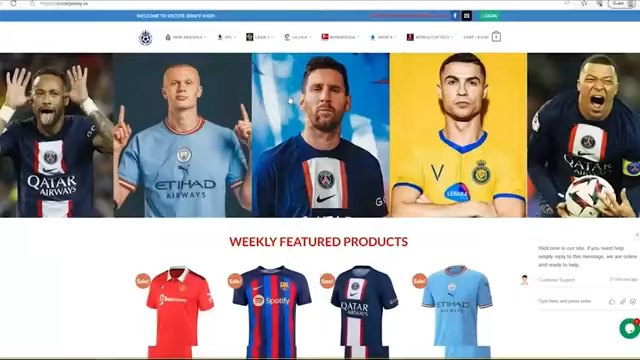 WELCOME TO SOCCER JERSEY SHOP!
LOGIN
NEW ARRIVALS
EPL
LIGUE 1
LA LIGA
BUNDESLIGA
SERIE A
WORLD CUP 2022
CART / £0.00
0
QATAR
AIRWAYS
ETIHAD
AIRWAYS
QATAR
AIRWAYS
V
LEBARA
QATAR
AIRWAYS
WEEKLY FEATURED PRODUCTS
Sale!
Sale!
Sale!
Sale!
Spotify
QATAR
ETIHAD
Welcome to our site, if you need help
simply reply to this message, we are online
and ready to help.
Customer Support
Type here and press enter.